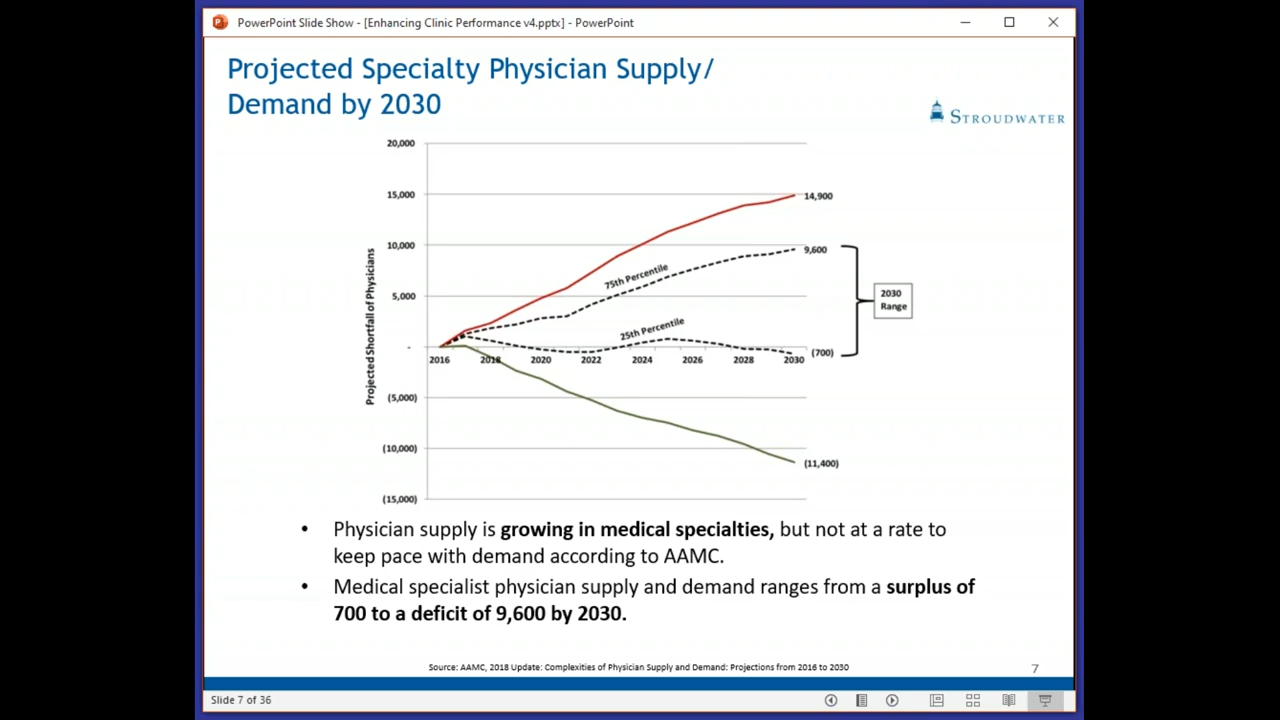 PowerPoint Slide Show - [Enhancing Clinic Performance v4.pptx] - PowerPoint
Projected Specialty Physician Supply/
Demand by 2030
STROUDWATER
Projected Shortfall of Physicians
20,000
15,000
10,000
5,000
-
(5,000)
(10,000)
(15,000)
2016
2018
2020
2022
2024
2026
2028
2030
14,900
9,600
75th Percentile
25th Percentile
(700)
(11,400)
2030
Range
• Physician supply is growing in medical specialties, but not at a rate to
keep pace with demand according to AAMC.
• Medical specialist physician supply and demand ranges from a surplus of
700 to a deficit of 9,600 by 2030.
Source: AAMC, 2018 Update: Complexities of Physician Supply and Demand: Projections from 2016 to 2030
7
Slide 7 of 36